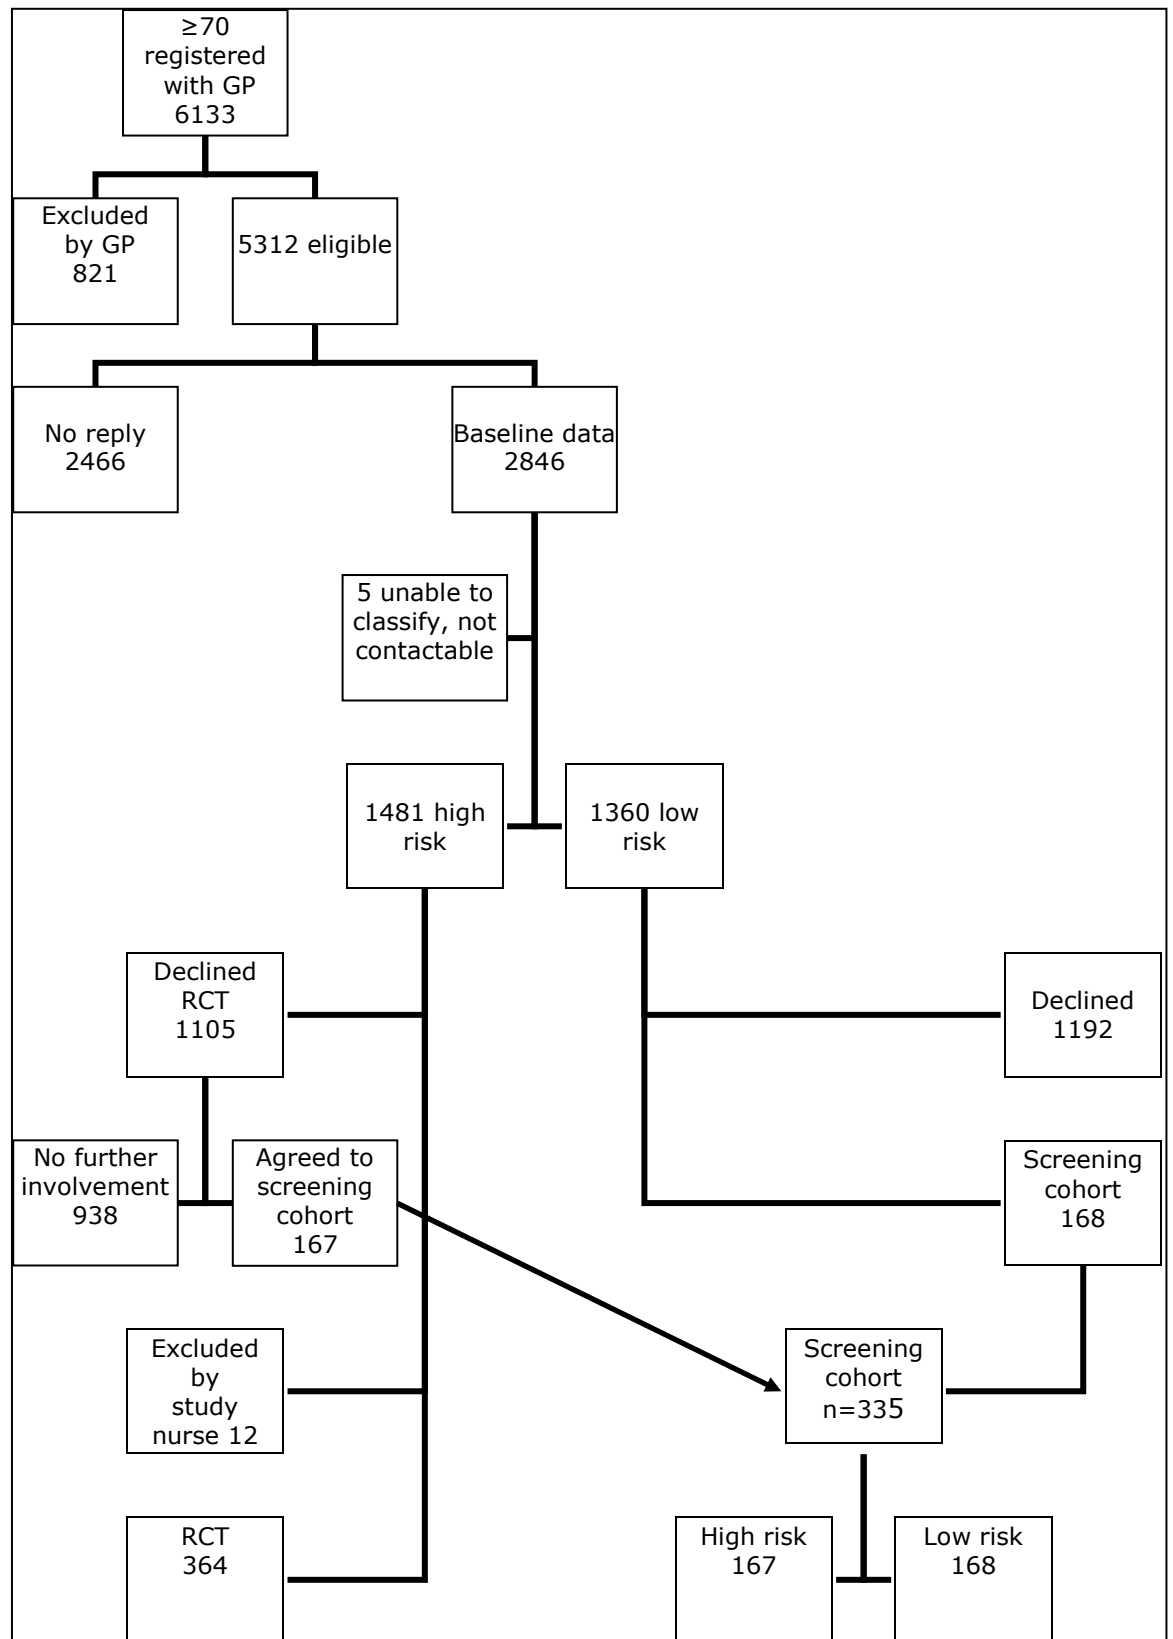 ≥70
registered
with GP
6133
Excluded
by GP
821
5312 eligible
No reply
2466
Baseline data
2846
5 unable to
classify, not
contactable
1481 high
risk
1360 low
risk
Declined
RCT
1105
Declined
1192
No further
involvement
938
Agreed to
screening
cohort
167
Screening
cohort
168
Excluded
by
study
nurse 12
Screening
cohort
n=335
RCT
364
High risk
167
Low risk
168